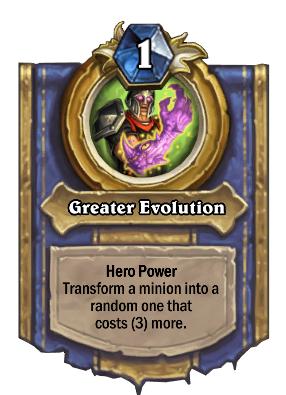 1
Greater Evolution
Hero Power
Transform a minion into a
random one that
costs (3) more.